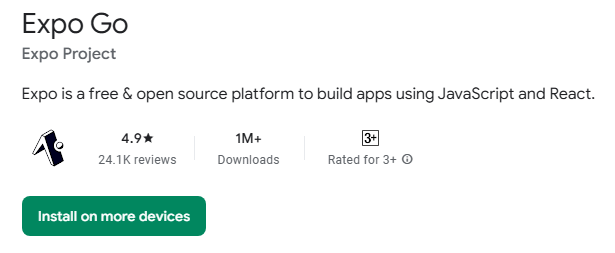 Expo Go
Expo Project
Expo is a free & open source platform to build apps using JavaScript and React.
4.9★ 1M+ 3+
24.1K reviews Downloads Rated for 3+
Install on more devices